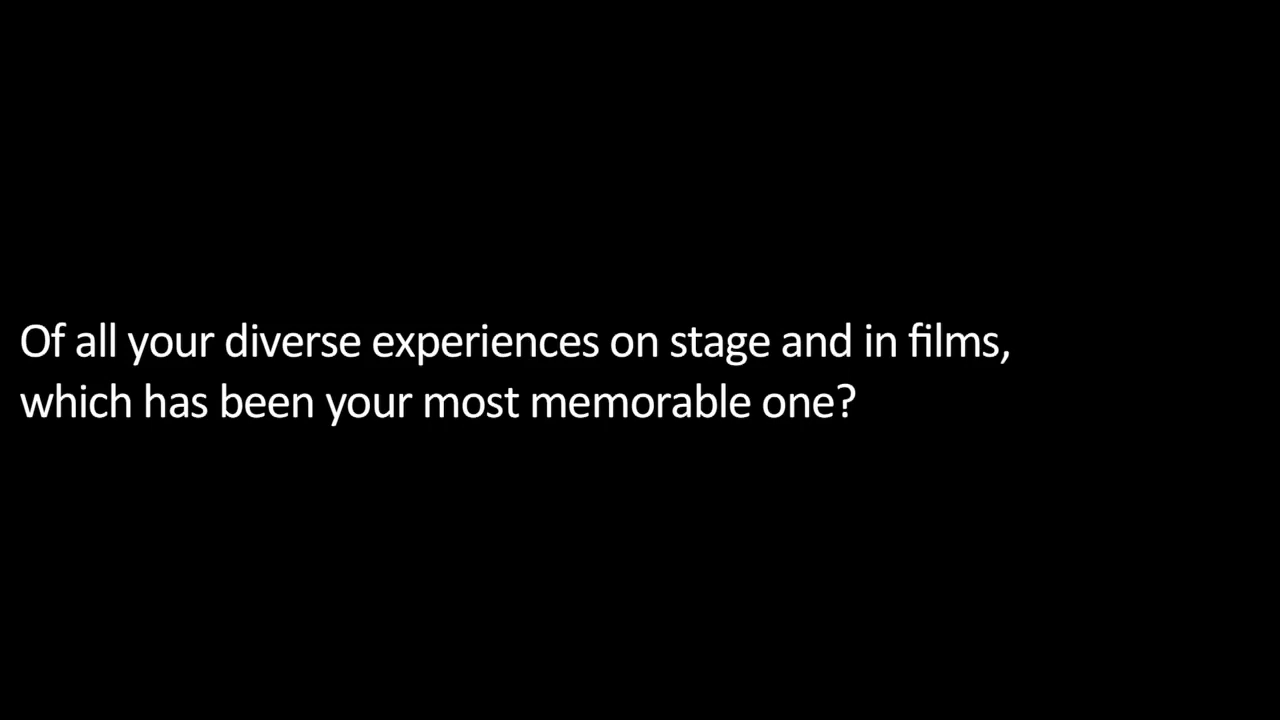 Of all your diverse experiences on stage and in films,
which has been your most memorable one?